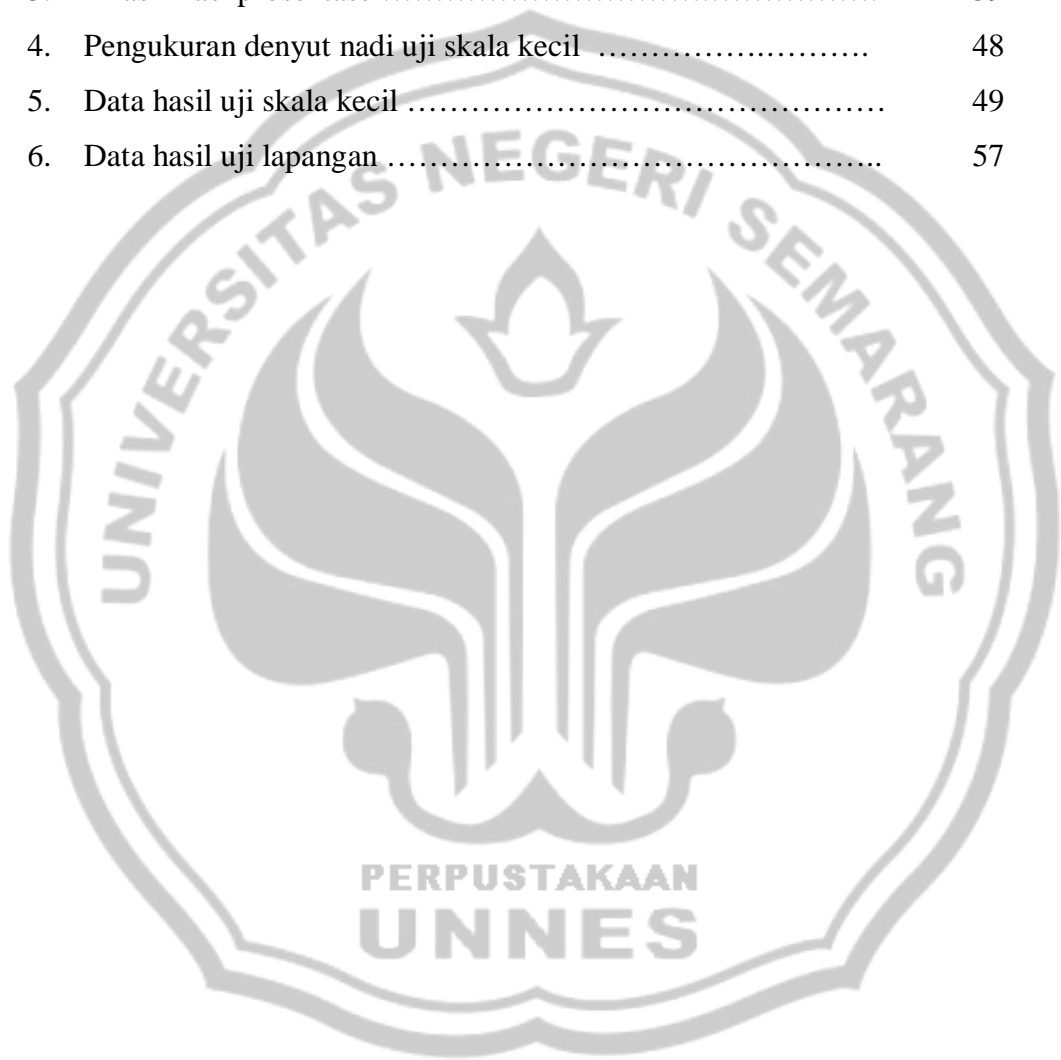 4. Pengukuran denyut nadi uji skala kecil ………………………. 48
5. Data hasil uji skala kecil ……………………………………… 49
6. Data hasil uji lapangan ……………………………………….. 57
UNIVERSITAS NEGERI SEMARANG
PERPUSTAKAAN
UNNES